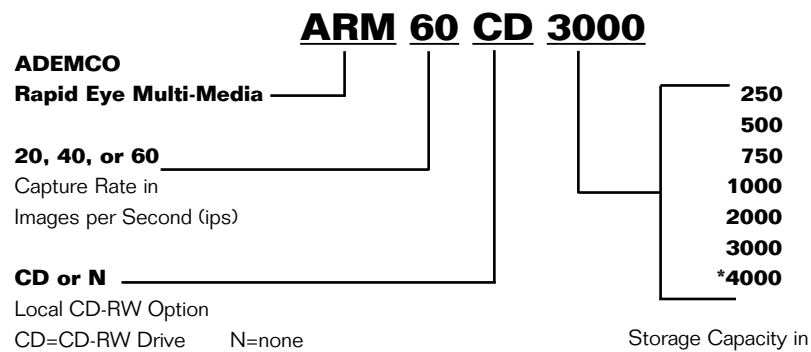 ARM 60 CD 3000
ADEMCO
Rapid Eye Multi-Media
20, 40, or 60
Capture Rate in
Images per Second (ips)
CD or N
Local CD-RW Option
CD=CD-RW Drive N=none
250
500
750
1000
2000
3000
*4000
Storage Capacity in